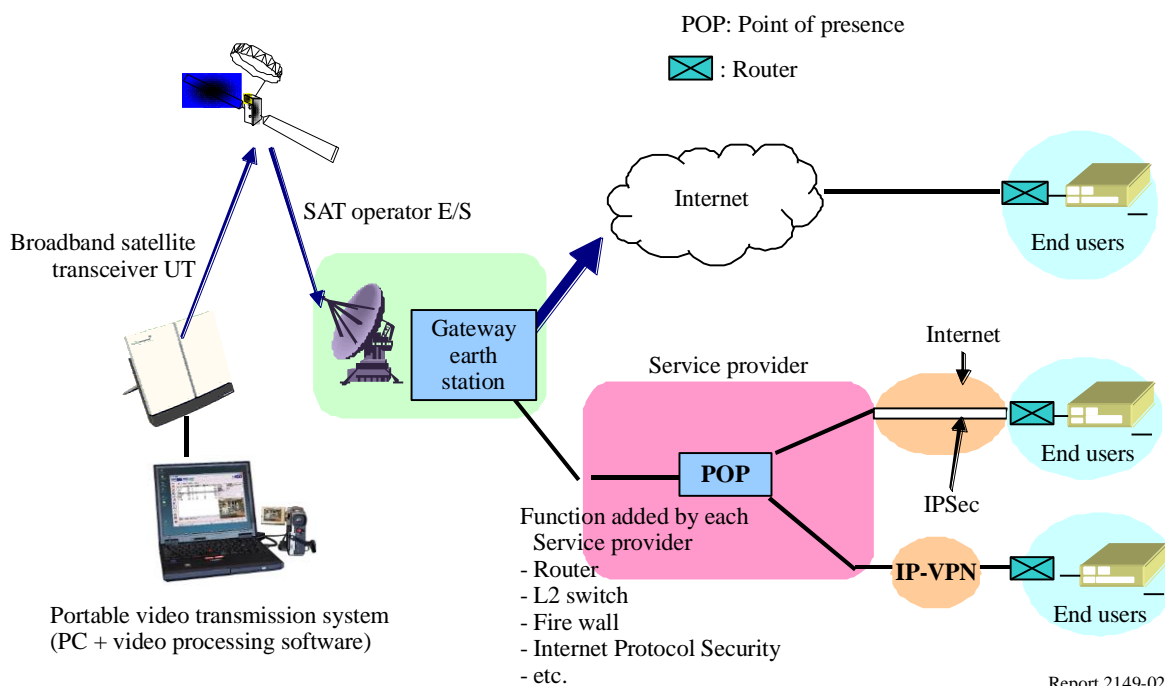 POP: Point of presence
: Router
Internet
End users
SAT operator E/S
Broadband satellite
transceiver UT
Gateway
earth
station
Service provider
Internet
End users
POP
IPSec
Function added by each
Service provider
- Router
- L2 switch
- Fire wall
- Internet Protocol Security
- etc.
IP-VPN
End users
Portable video transmission system
(PC + video processing software)
Report 2149-02